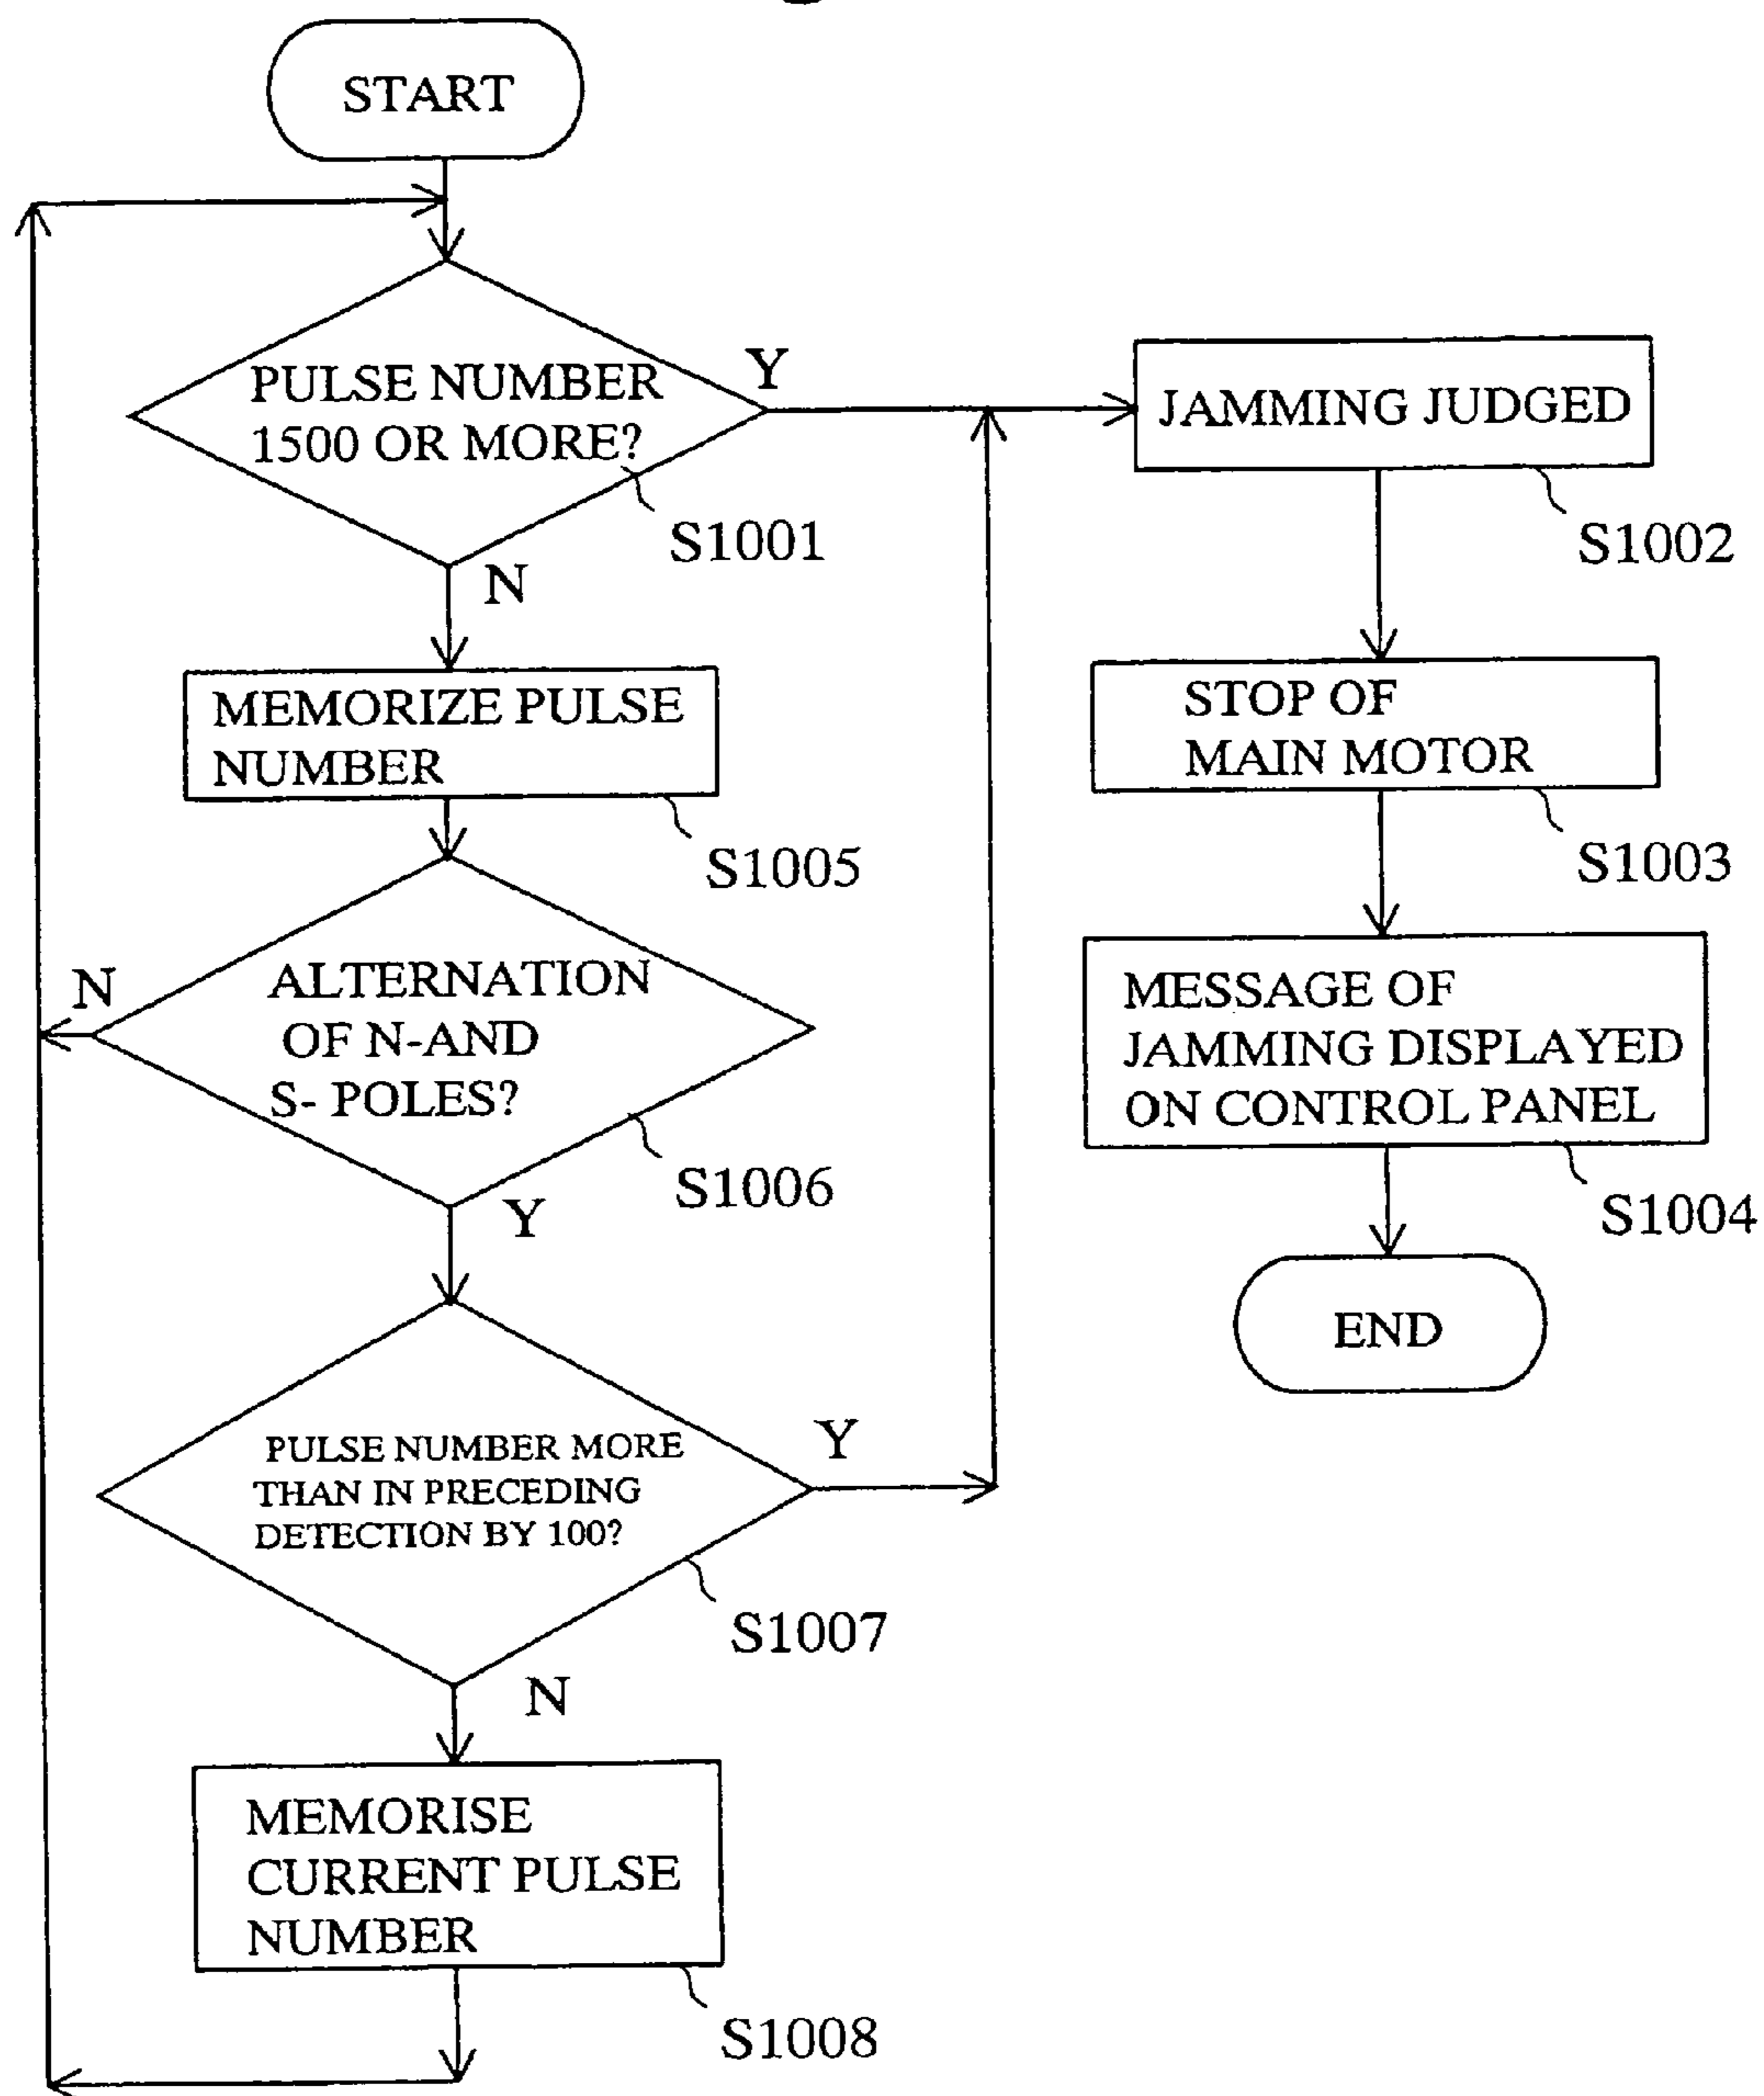 START
PULSE NUMBER
1500 OR MORE?
Y
S1001
N
MEMORIZE PULSE
NUMBER
S1005
ALTERNATION
OF N-AND
S- POLES?
N
S1006
Y
PULSE NUMBER MORE
THAN IN PRECEDING
DETECTION BY 100?
Y
S1007
N
MEMORISE
CURRENT PULSE
NUMBER
S1008
JAMMING JUDGED
S1002
STOP OF
MAIN MOTOR
S1003
MESSAGE OF
JAMMING DISPLAYED
ON CONTROL PANEL
S1004
END